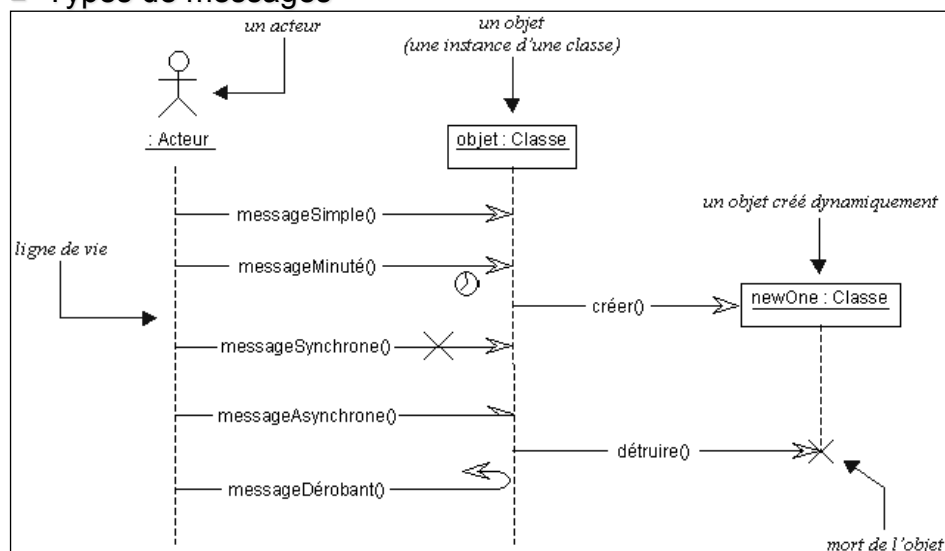 Types de messages
un acteur
un objet
(une instance d'une classe)
: Acteur
objet : Classe
messageSimple()
un objet créé dynamiquement
ligne de vie
messageMinuté()
créer()
newOne : Classe
messageSynchrone()
messageAsynchrone()
détruire()
messageDérobant()
mort de l'objet